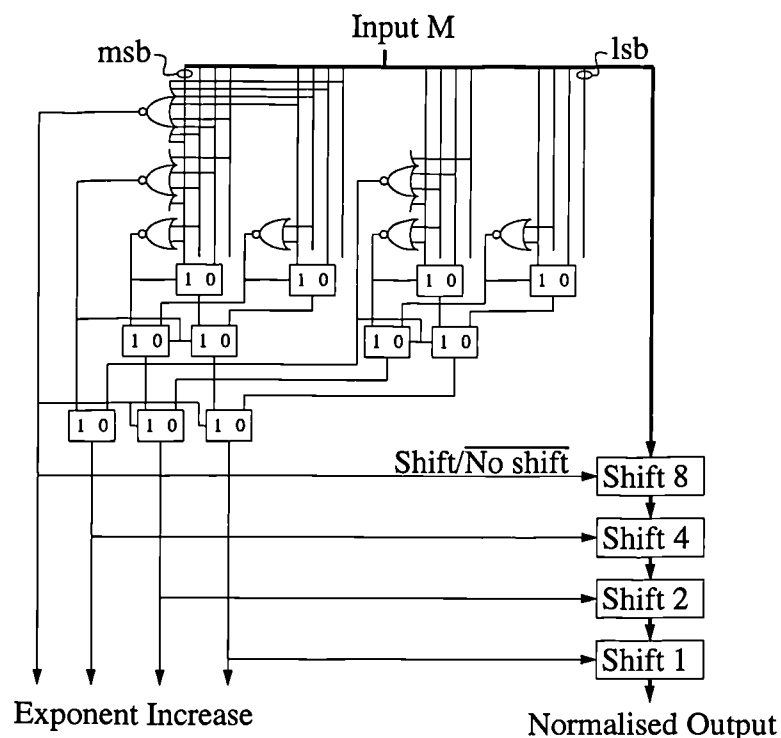 Input M
msb
lsb
1 0
1 0
1 0
1 0
1 0
1 0
1 0
1 0
1 0
1 0
1 0
Shift/No shift
Shift 8
Shift 4
Shift 2
Shift 1
Exponent Increase
Normalised Output